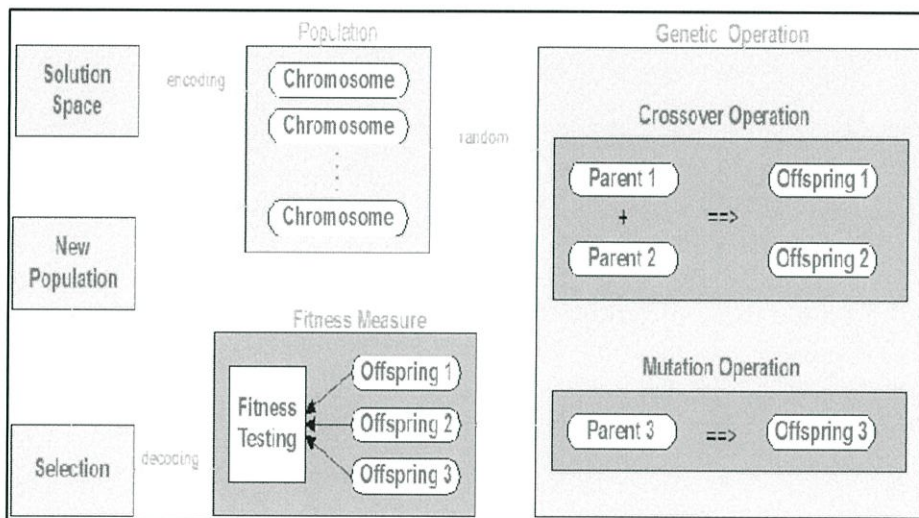 Solution
Space
encoding
Population
Chromosome
Chromosome
Chromosome
random
Genetic Operation
Crossover Operation
Parent 1
+
Parent 2
==>
Offspring 1
Offspring 2
New
Population
Fitness Measure
Fitness
Testing
Offspring 1
Offspring 2
Offspring 3
Mutation Operation
Parent 3
==>
Offspring 3
Selection
decoding